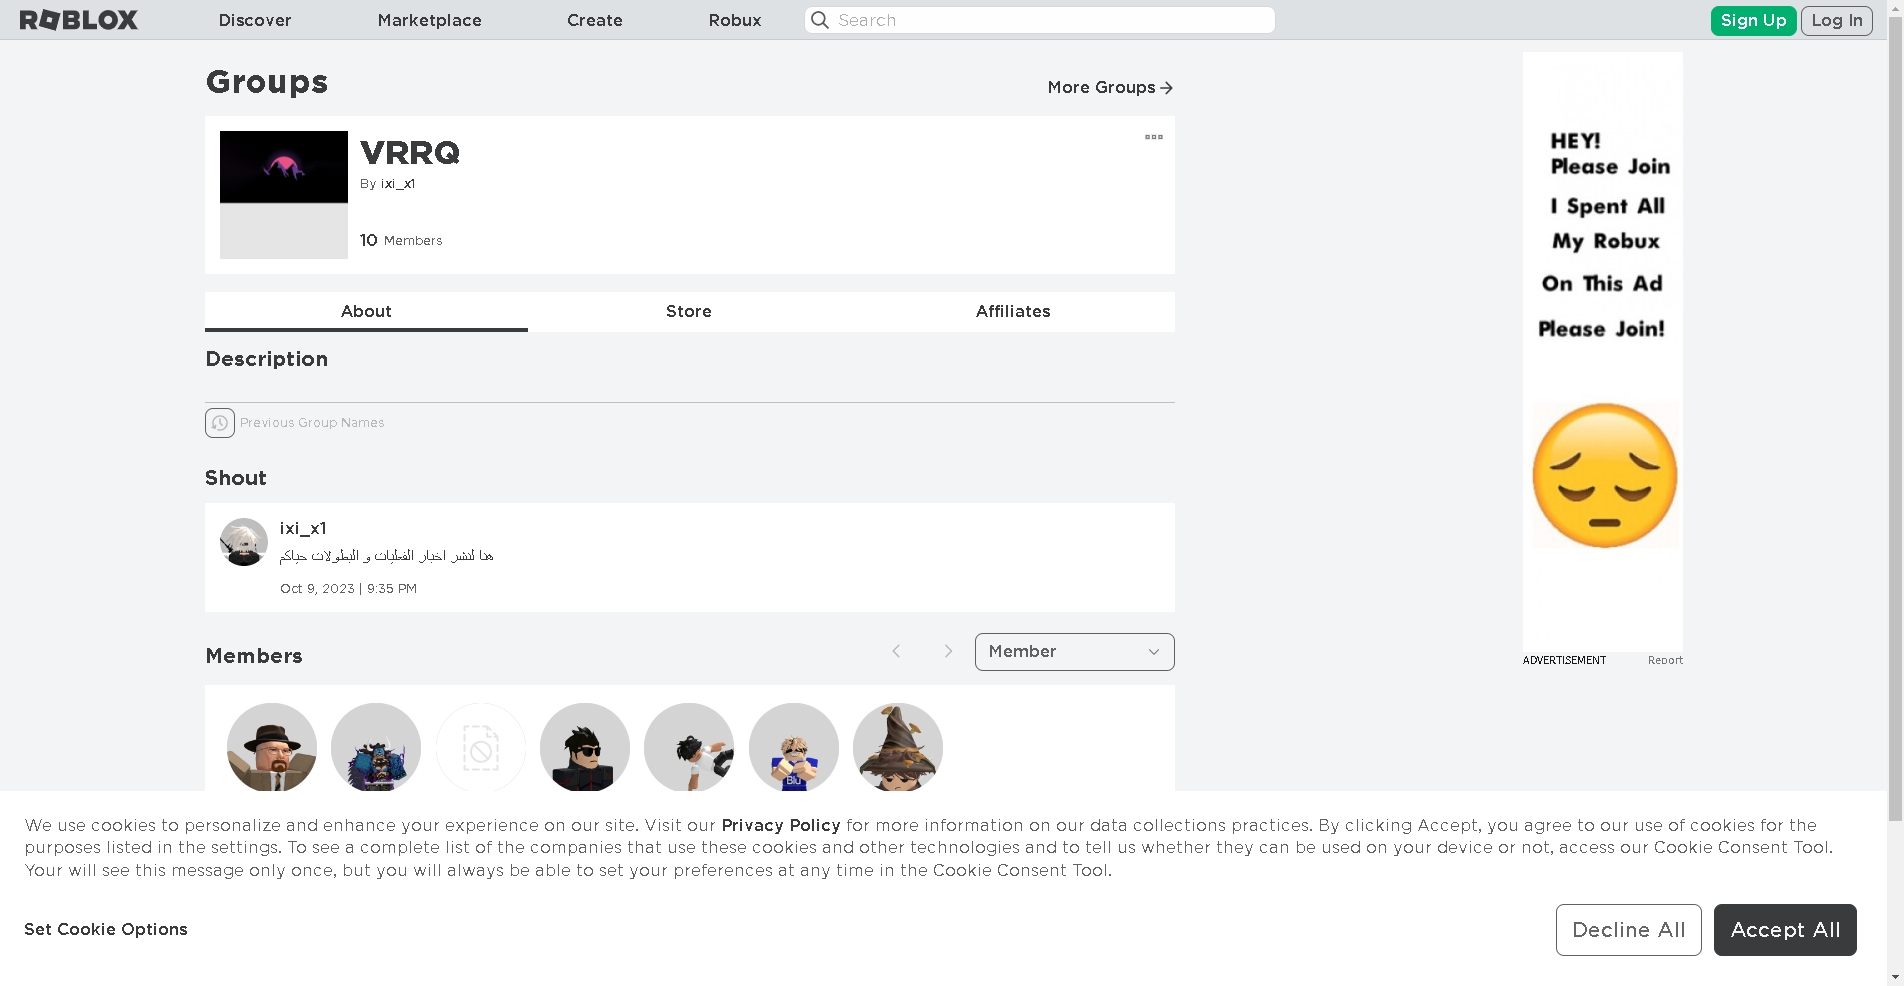 ROBLOX
Discover
Marketplace
Create
Robux
Search
Sign Up
Log In
Groups
More Groups
VRRQ
By ixi_x1
10 Members
About
Store
Affiliates
Description
Previous Group Names
Shout
ixi_x1
هنا لنشر اخبار الفعليات و البطولات حياكم
Oct 9, 2023 | 9:35 PM
Members
Member
Blu
HEY!
Please Join
I Spent All
My Robux
On This Ad
Please Join!
ADVERTISEMENT
Report
We use cookies to personalize and enhance your experience on our site. Visit our Privacy Policy for more information on our data collections practices. By clicking Accept, you agree to our use of cookies for the
purposes listed in the settings. To see a complete list of the companies that use these cookies and other technologies and to tell us whether they can be used on your device or not, access our Cookie Consent Tool.
Your will see this message only once, but you will always be able to set your preferences at any time in the Cookie Consent Tool.
Set Cookie Options
Decline All
Accept All